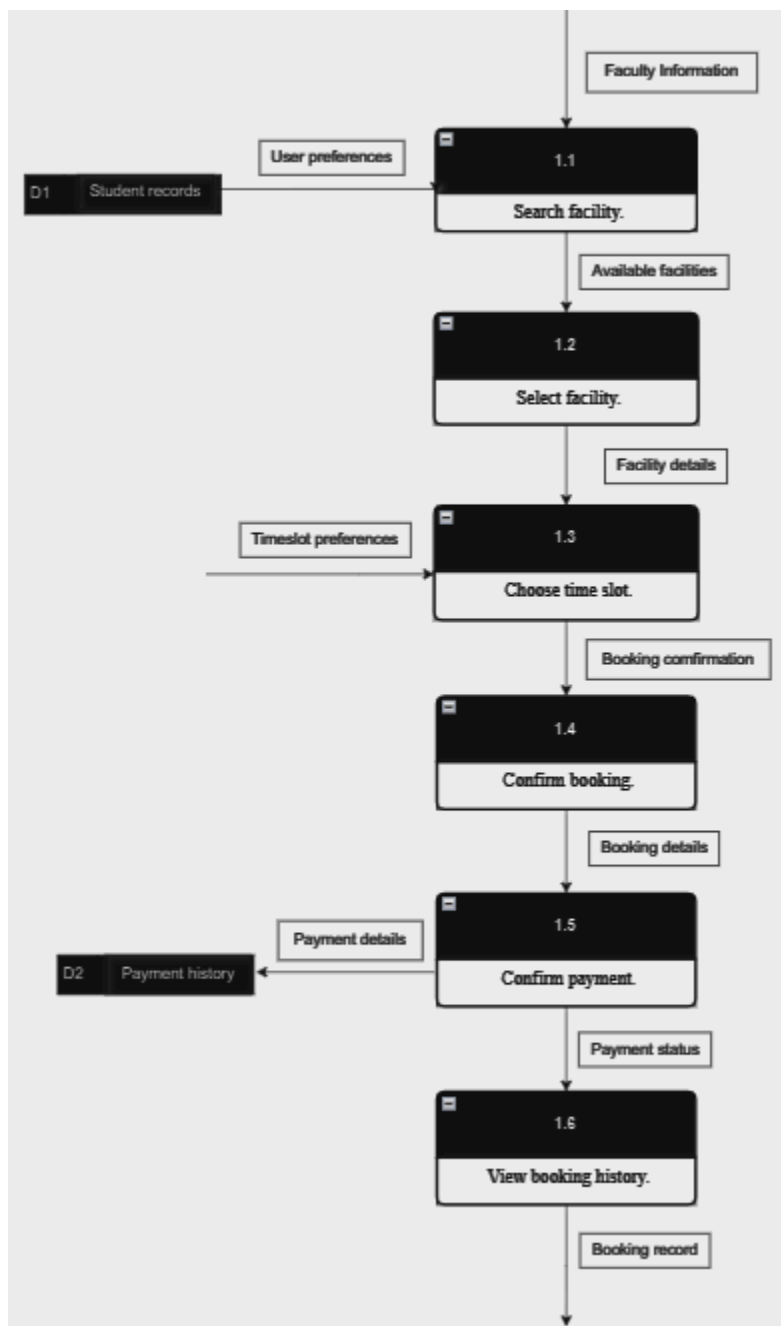 Faculty Information
1.1
User preferences
D1 Student records
Search facility.
Available facilities
1.2
Select facility.
Facility details
1.3
Timeslot preferences
Choose time slot.
Booking comfirmation
1.4
Confirm booking.
Booking details
1.5
Payment details
D2 Payment history
Confirm payment.
Payment status
1.6
View booking history.
Booking record